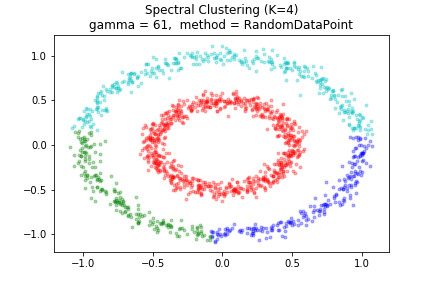 Spectral Clustering (K=4)
gamma = 61,  method = RandomDataPoint
1.0
0.5
0.0
−0.5
−1.0
−1.0 −0.5 0.0 0.5 1.0